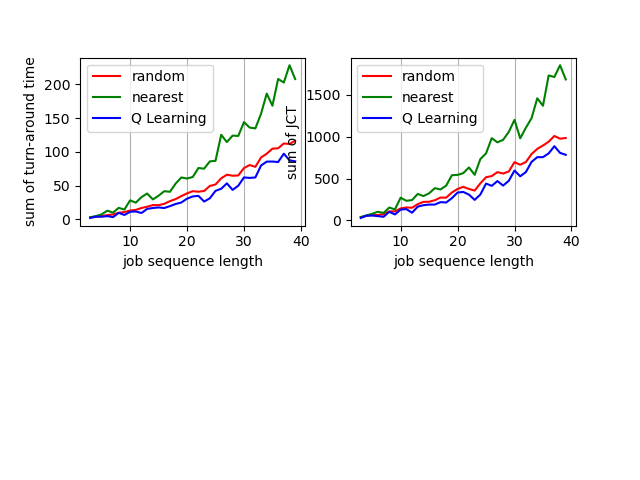 sum of turn-around time
200
150
100
50
0
10
20
30
40
job sequence length
random
nearest
Q Learning
sum of JCT
1500
1000
500
0
10
20
30
40
job sequence length
random
nearest
Q Learning